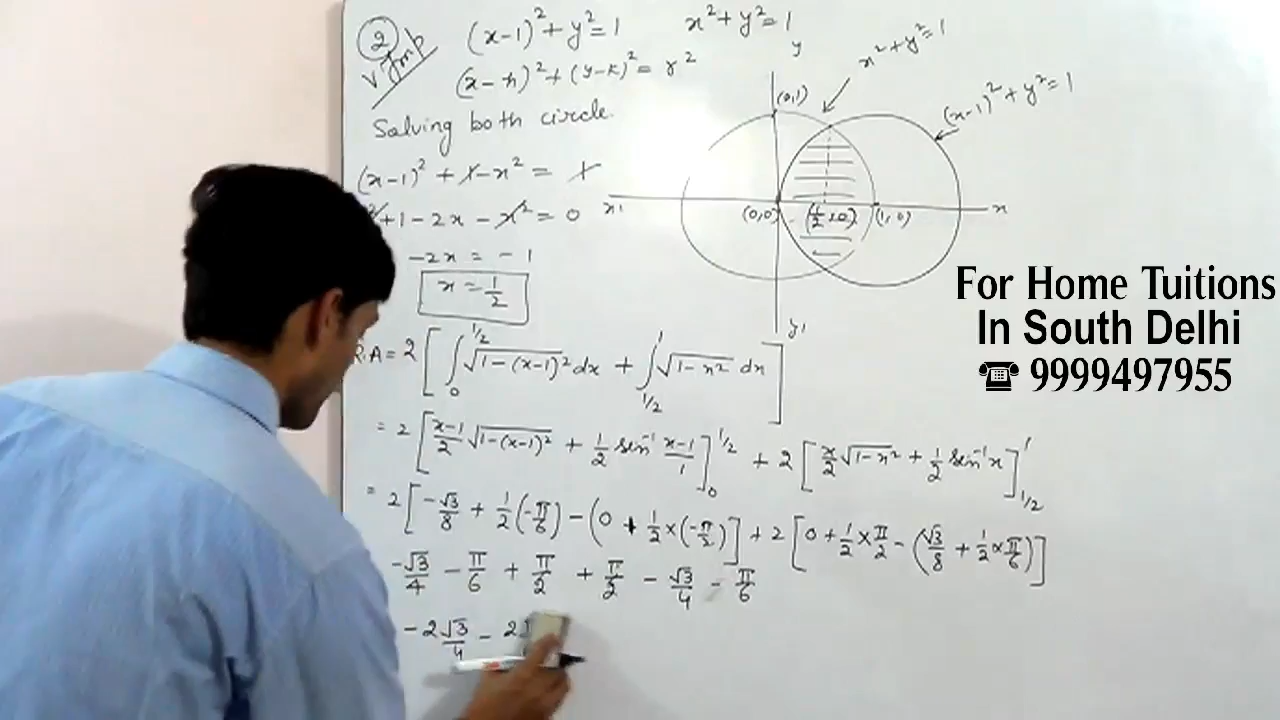 2
V Imp
(x-1)² + y² = 1    x² + y² = 1
(x-h)² + (y-k)² = r²
Solving both circle.
(x-1)² + 1 - x² = 1
²+1 - 2x - x² = 0
-2x = -1
x = 1/2
y
(0,1)
x² + y² = 1
(x-1)² + y² = 1
x'
(0,0)
(1/2, 0)
(1, 0)
x
y'
R.A = 2 [ ∫₀^{1/2} √(1-(x-1)²) dx + ∫_{1/2}^{1} √(1-x²) dx ]
= 2 [ (x-1)/2 √(1-(x-1)²) + 1/2 sin⁻¹ (x-1)/1 ]₀^{1/2} + 2 [ x/2 √(1-x²) + 1/2 sin⁻¹x ]_{1/2}^{1}
= 2 [ -√3/8 + 1/2 (-π/6) - (0 + 1/2 × (-π/2) ] + 2 [ 0 + 1/2 × π/2 - (√3/8 + 1/2 × π/6) ]
-√3/4 - π/6 + π/2 + π/2 - √3/4 - π/6
-2√3/4 - 2
For Home Tuitions
In South Delhi
☎ 9999497955